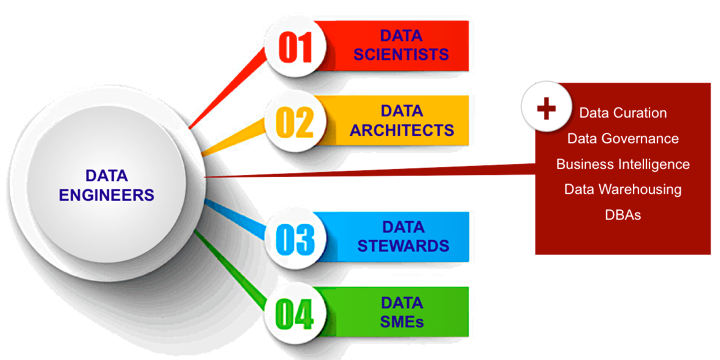 DATA
ENGINEERS
01
DATA
SCIENTISTS
02
DATA
ARCHITECTS
03
DATA
STEWARDS
04
DATA
SMEs
+
Data Curation
Data Governance
Business Intelligence
Data Warehousing
DBAs